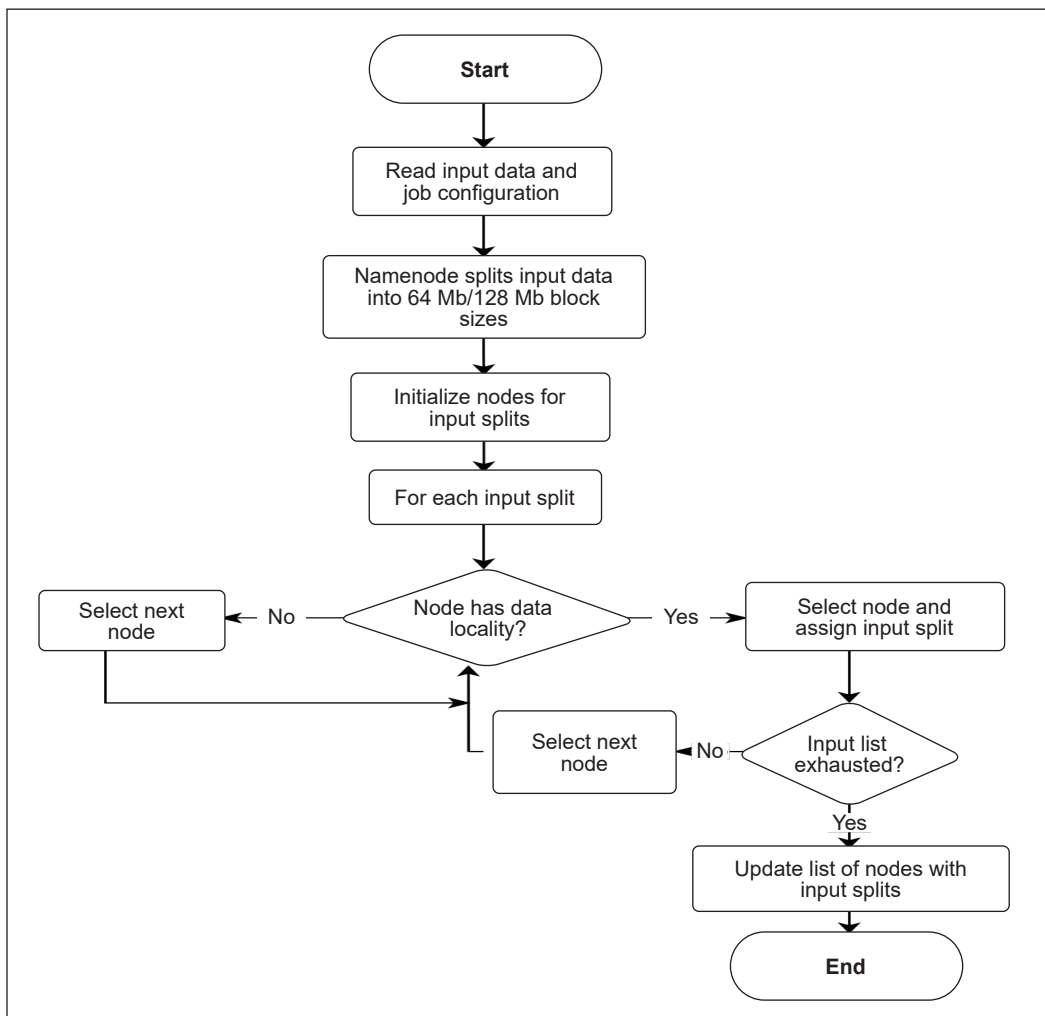 Start
Read input data and
job configuration
Namenode splits input data
into 64 Mb/128 Mb block
sizes
Initialize nodes for
input splits
For each input split
Node has data
locality?
No
Select next
node
Yes
Select node and
assign input split
Input list
exhausted?
No
Select next
node
Yes
Update list of nodes with
input splits
End